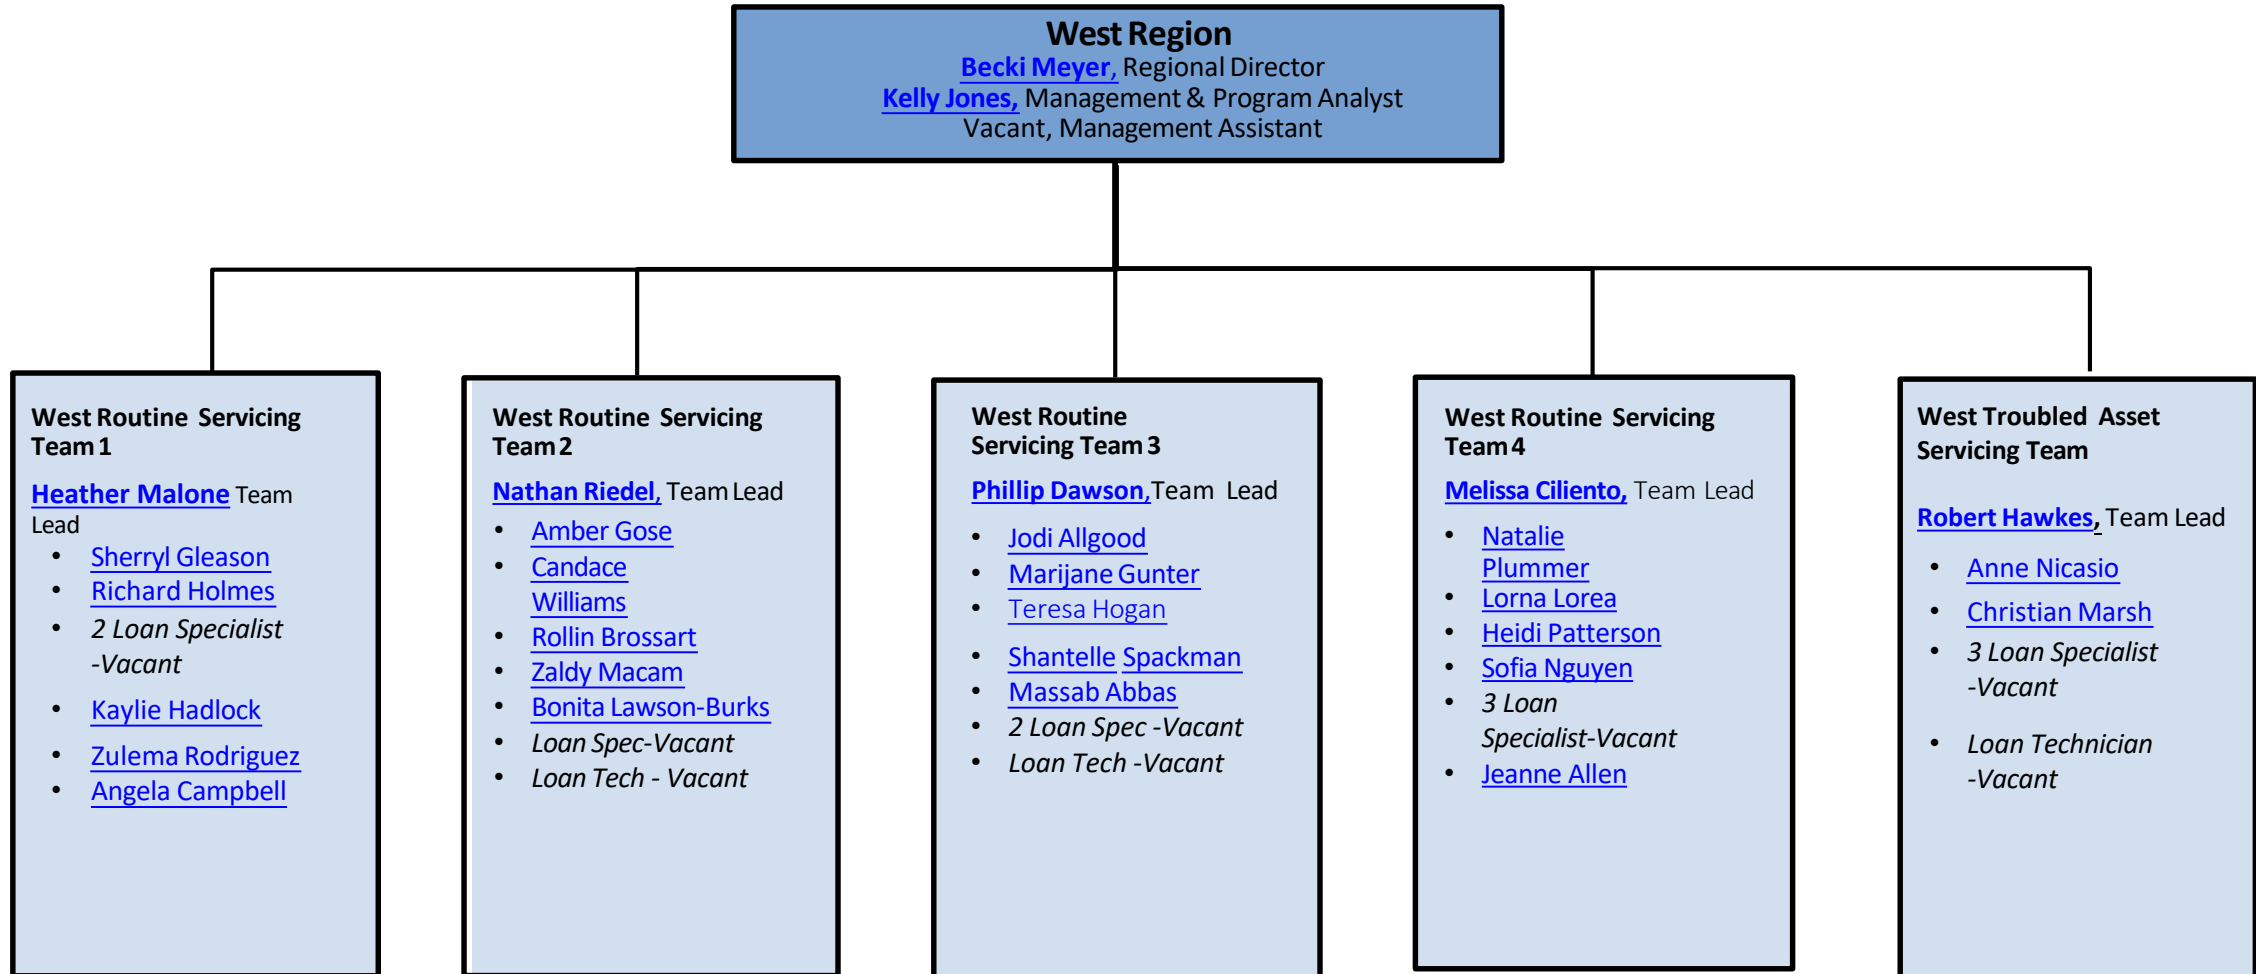 West Region
Becki Meyer, Regional Director
Kelly Jones, Management & Program Analyst
Vacant, Management Assistant
West Routine Servicing
Team 1
Heather Malone Team
Lead
• Sherryl Gleason
• Richard Holmes
• 2 Loan Specialist
-Vacant
• Kaylie Hadlock
• Zulema Rodriguez
• Angela Campbell
West Routine Servicing
Team 2
Nathan Riedel, Team Lead
• Amber Gose
• Candace
Williams
• Rollin Brossart
• Zaldy Macam
• Bonita Lawson-Burks
• Loan Spec-Vacant
• Loan Tech - Vacant
West Routine
Servicing Team 3
Phillip Dawson,Team Lead
• Jodi Allgood
• Marijane Gunter
• Teresa Hogan
• Shantelle Spackman
• Massab Abbas
• 2 Loan Spec -Vacant
• Loan Tech -Vacant
West Routine Servicing
Team 4
Melissa Ciliento, Team Lead
• Natalie
Plummer
• Lorna Lorea
• Heidi Patterson
• Sofia Nguyen
• 3 Loan
Specialist-Vacant
• Jeanne Allen
West Troubled Asset
Servicing Team
Robert Hawkes, Team Lead
• Anne Nicasio
• Christian Marsh
• 3 Loan Specialist
-Vacant
• Loan Technician
-Vacant